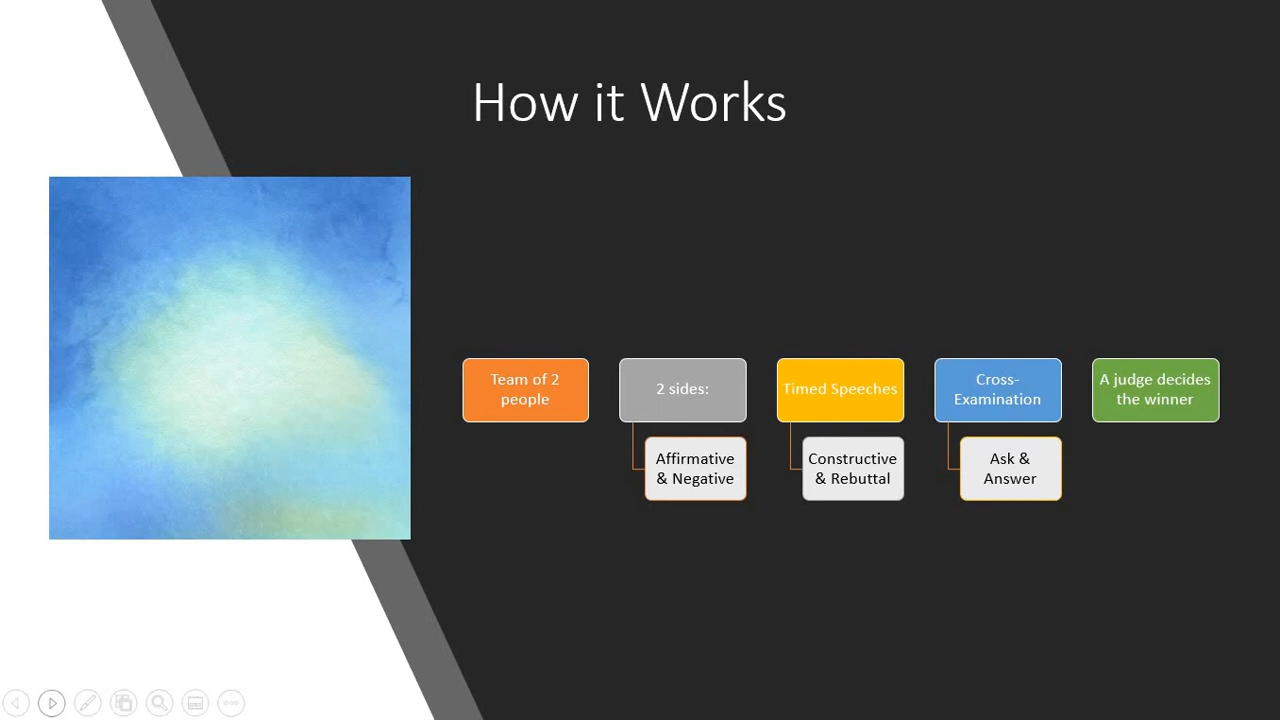 How it Works
Team of 2
people
2 sides:
Affirmative
& Negative
Timed Speeches
Constructive
& Rebuttal
Cross-
Examination
Ask &
Answer
A judge decides
the winner